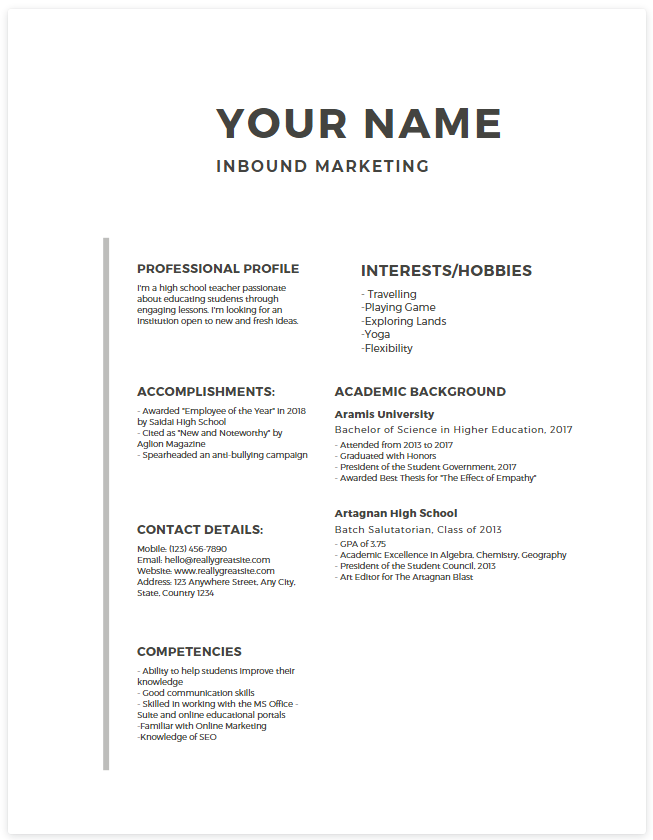 YOUR NAME
INBOUND MARKETING
PROFESSIONAL PROFILE
I'm a high school teacher passionate
about educating students through
engaging lessons. I'm looking for an
institution open to new and fresh ideas.
INTERESTS/HOBBIES
- Travelling
-Playing Game
-Exploring Lands
-Yoga
-Flexibility
ACCOMPLISHMENTS:
- Awarded "Employee of the Year" in 2018
by Saidai High School
- Cited as "New and Noteworthy" by
Aglion Magazine
- Spearheaded an anti-bullying campaign
ACADEMIC BACKGROUND
Aramis University
Bachelor of Science in Higher Education, 2017
- Attended from 2013 to 2017
- Graduated with Honors
- President of the Student Government, 2017
- Awarded Best Thesis for "The Effect of Empathy"
Artagnan High School
Batch Salutatorian, Class of 2013
- GPA of 3.75
- Academic Excellence in Algebra, Chemistry, Geography
- President of the Student Council, 2013
- Art Editor for The Artagnan Blast
CONTACT DETAILS:
Mobile: (123) 456-7890
Email: hello@reallygreatsite.com
Website: www.reallygreatsite.com
Address: 123 Anywhere Street, Any City,
State, Country 1234
COMPETENCIES
- Ability to help students improve their
knowledge
- Good communication skills
- Skilled in working with the MS Office -
Suite and online educational portals
-Familiar with Online Marketing
-Knowledge of SEO